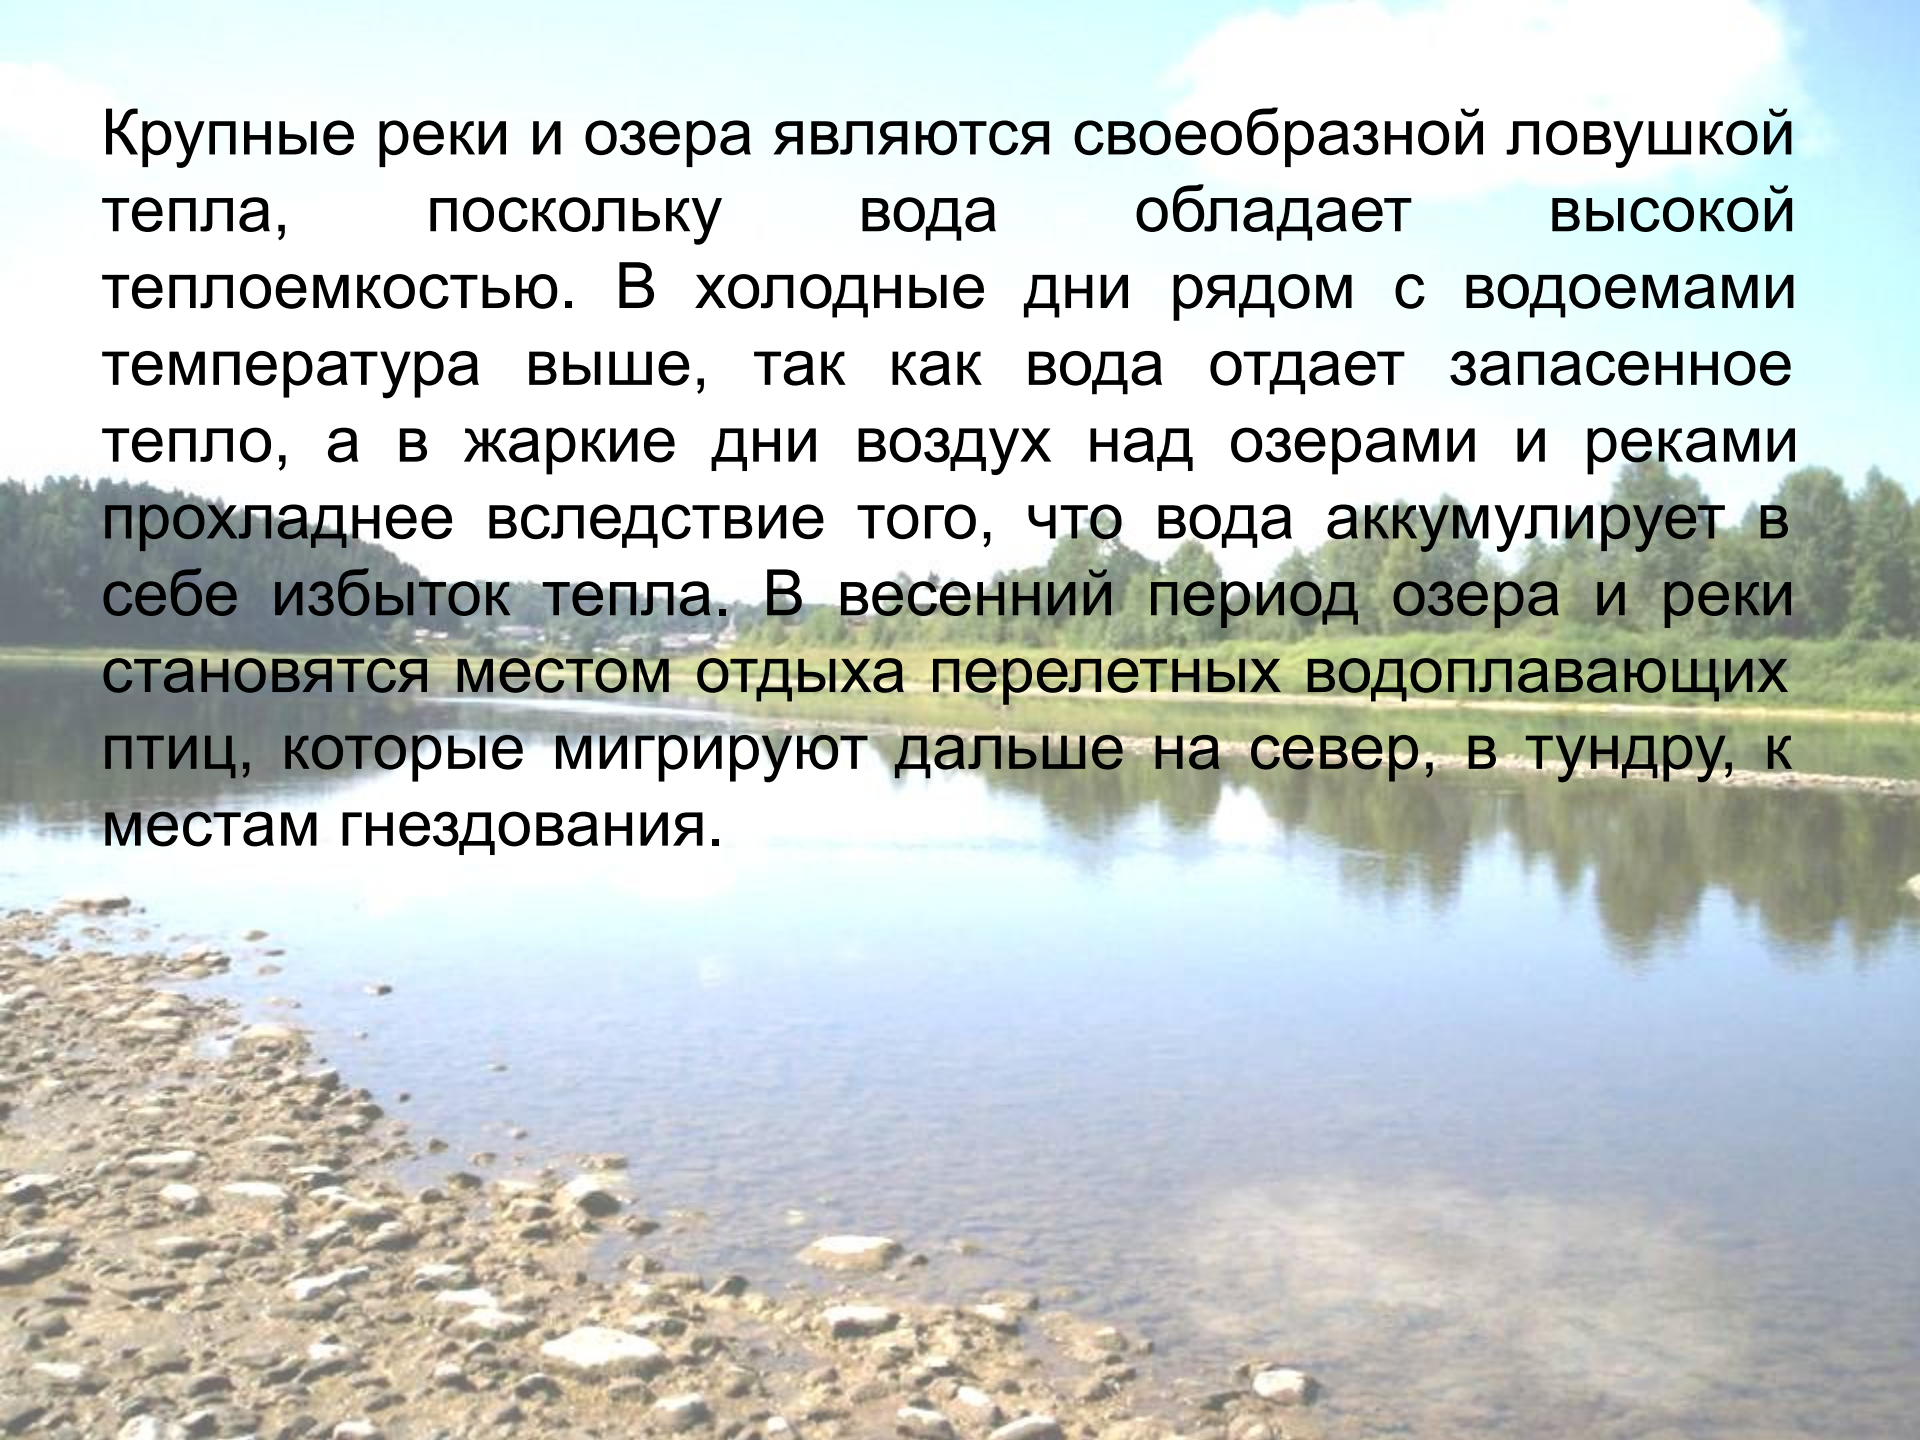 Крупные реки и озера являются своеобразной ловушкой
тепла, поскольку вода обладает высокой
теплоемкостью. В холодные дни рядом с водоемами
температура выше, так как вода отдает запасенное
тепло, а в жаркие дни воздух над озерами и реками
прохладнее вследствие того, что вода аккумулирует в
себе избыток тепла. В весенний период озера и реки
становятся местом отдыха перелетных водоплавающих
птиц, которые мигрируют дальше на север, в тундру, к
местам гнездования.